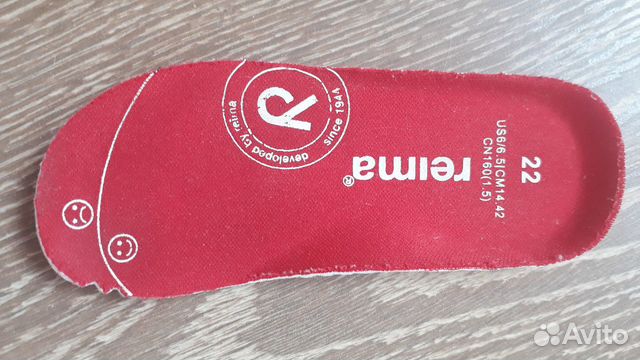 developed by reima
since 1944
reima®
22
US6/6.5|CM14.42
CN160(1.5)
Avito